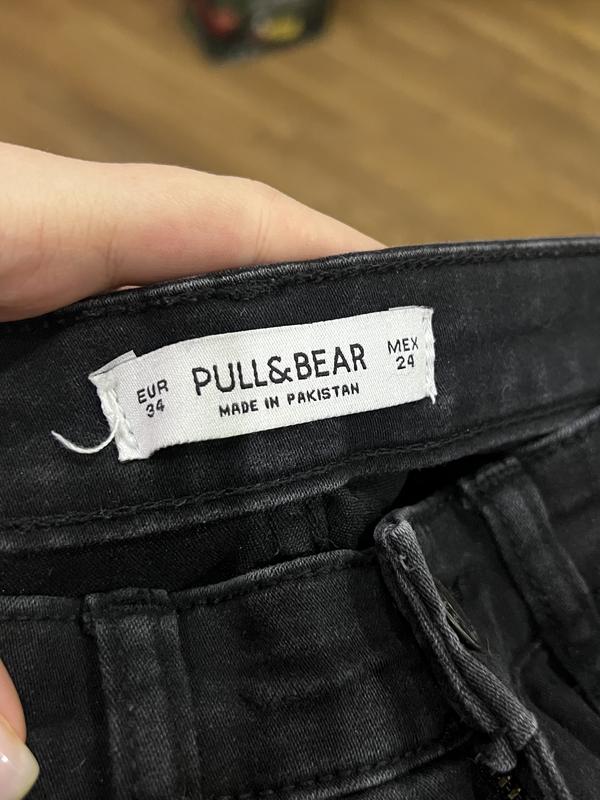 EUR
34
PULL&BEAR
MADE IN PAKISTAN
MEX
24